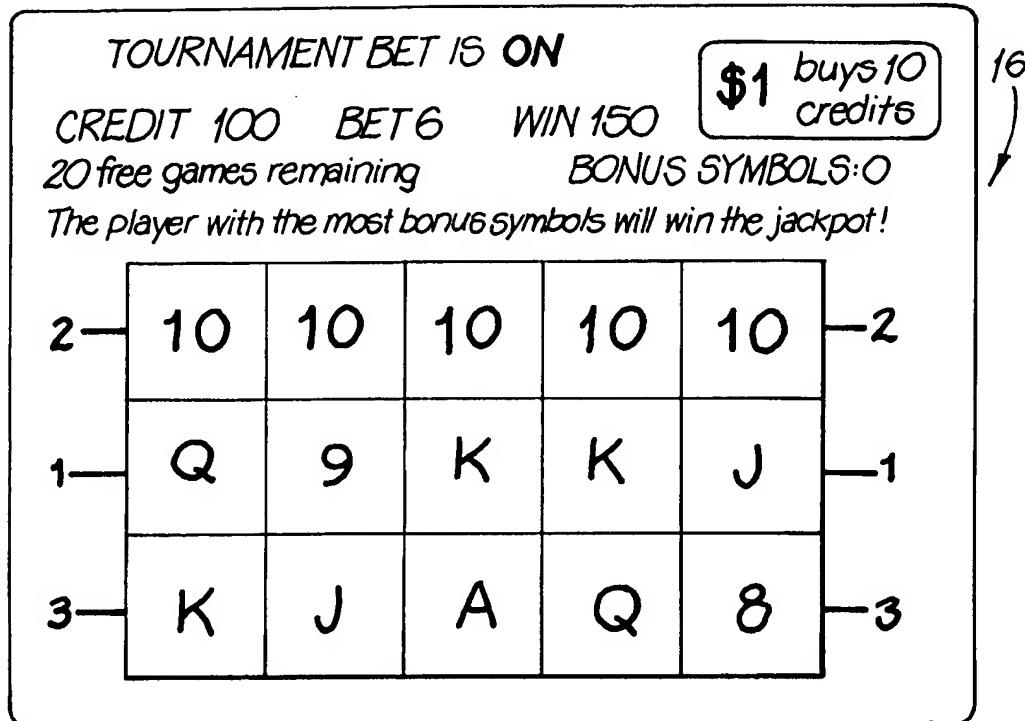 TOURNAMENT BET IS ON
$1 buys 10
credits
16
CREDIT 100 BET 6 WIN 150
20 free games remaining BONUS SYMBOLS: 0
The player with the most bonus symbols will win the jackpot!
2 10 10 10 10 10 2
1 Q 9 K K J 1
3 K J A Q 8 3